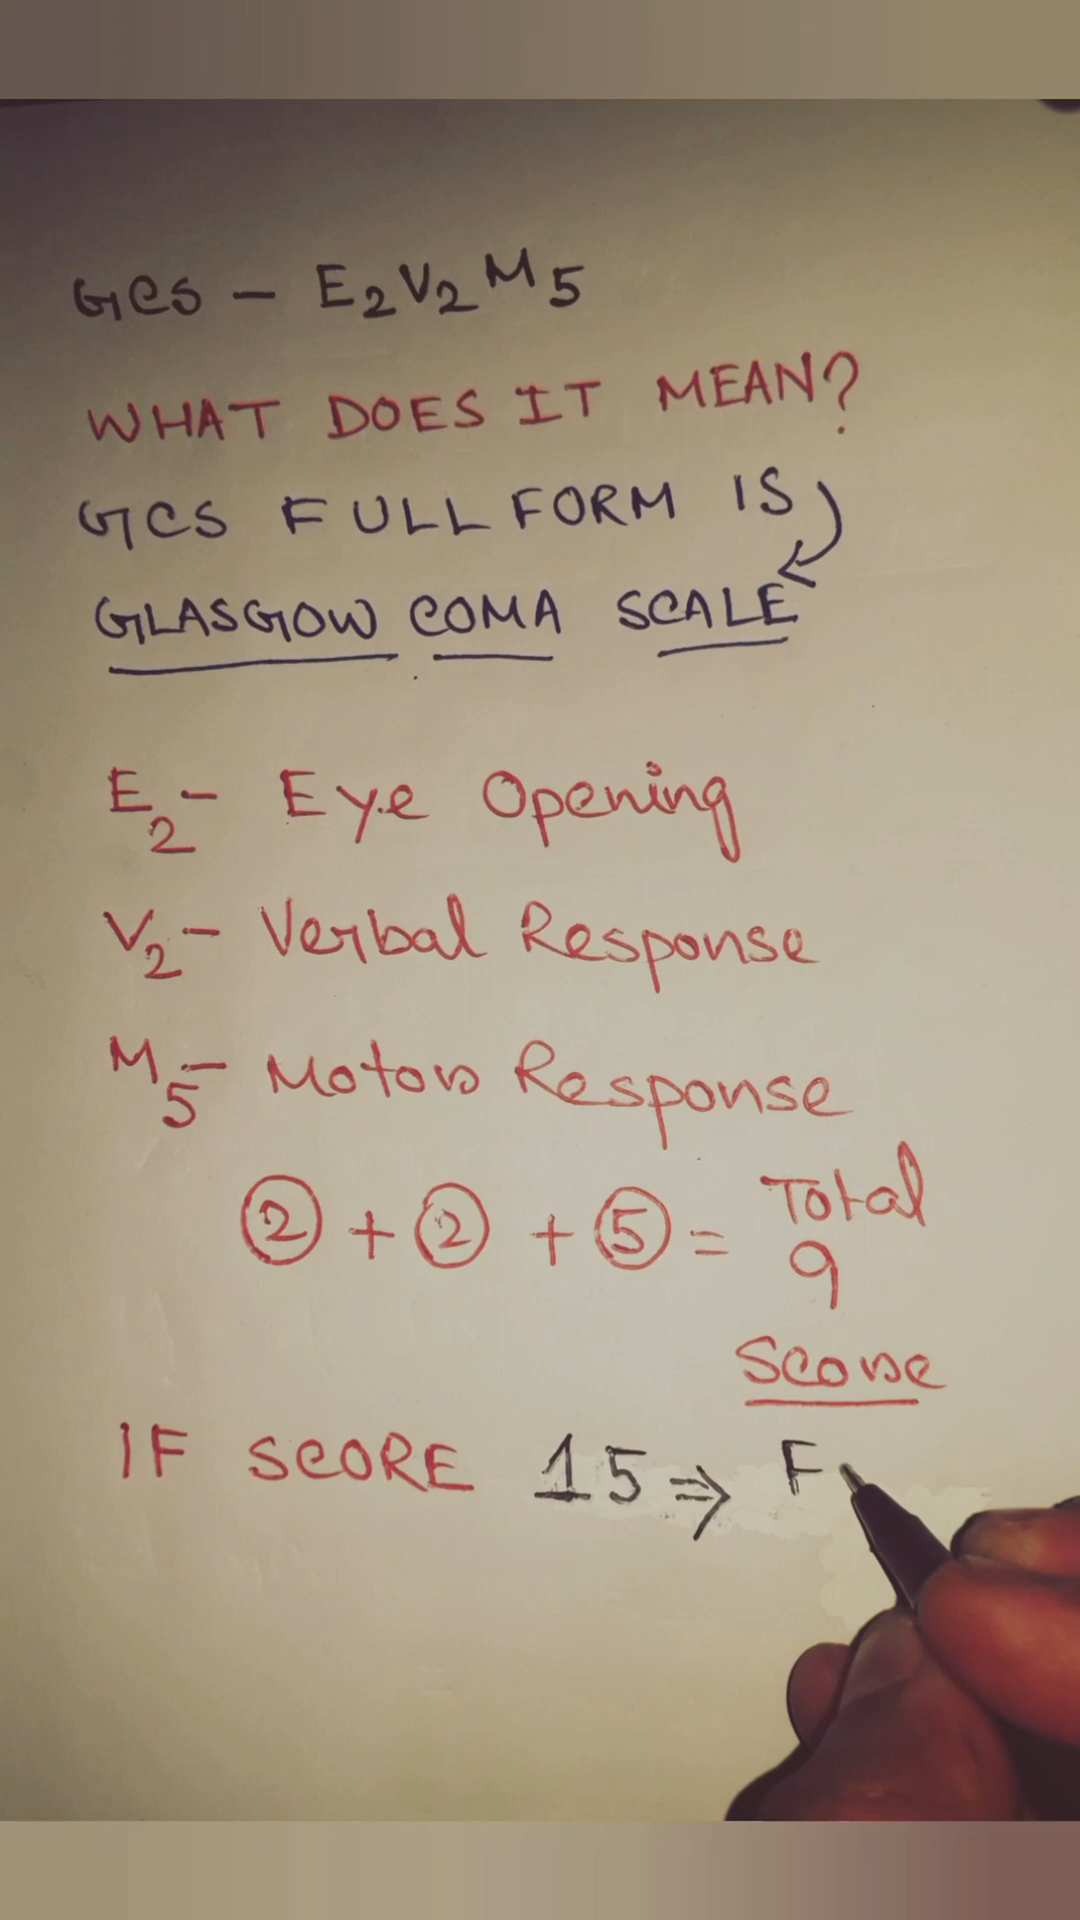 GCS - E2V2M5
WHAT DOES IT MEAN?
GCS FULL FORM IS
GLASGOW COMA SCALE
E2- Eye Opening
V2- Verbal Response
M5- Motor Response
2 + 2 + 5 = Total
9
Score
IF SCORE 15 ⇒ F